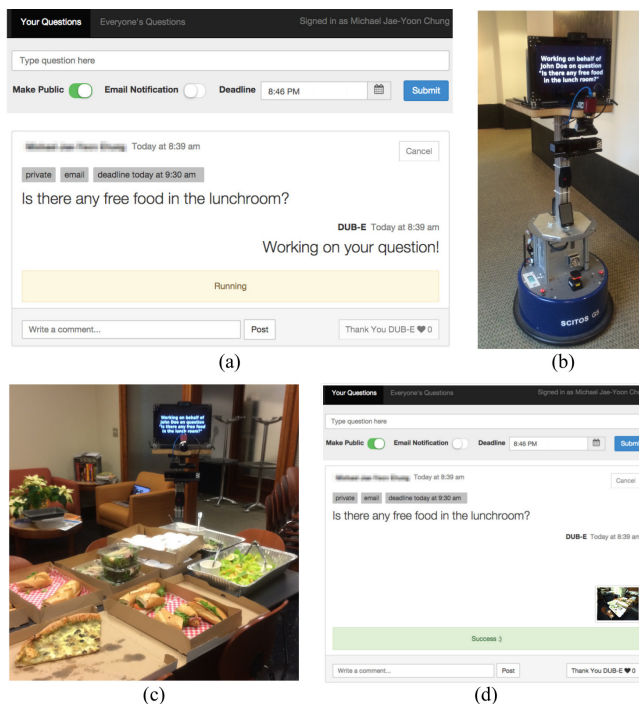 Your Questions Everyone's Questions Signed in as Michael Jae-Yoon Chung
Type question here
Make Public Email Notification Deadline 8:46 PM Submit
Today at 8:39 am Cancel
private email deadline today at 9:30 am
Is there any free food in the lunchroom?
DUB-E Today at 8:39 am
Working on your question!
Running
Write a comment... Post Thank You DUB-E ♥ 0
(a)
Working on behalf of
John Doe on question
"Is there any free food
in the lunch room?"
SCITOS G5
(b)
Working on behalf of
John Doe on question
"Is there any free food
in the lunch room?"
(c)
Your Questions Everyone's Questions Signed in as Michael Jae-Yoon Chu
Type question here
Make Public Email Notification Deadline 8:46 PM Submi
Today at 8:39 am Cancel
private email deadline today at 9:30 am
Is there any free food in the lunchroom?
DUB-E Today at 8:39 am
Success :)
Write a comment... Post Thank You DUB-E ♥ 0
(d)